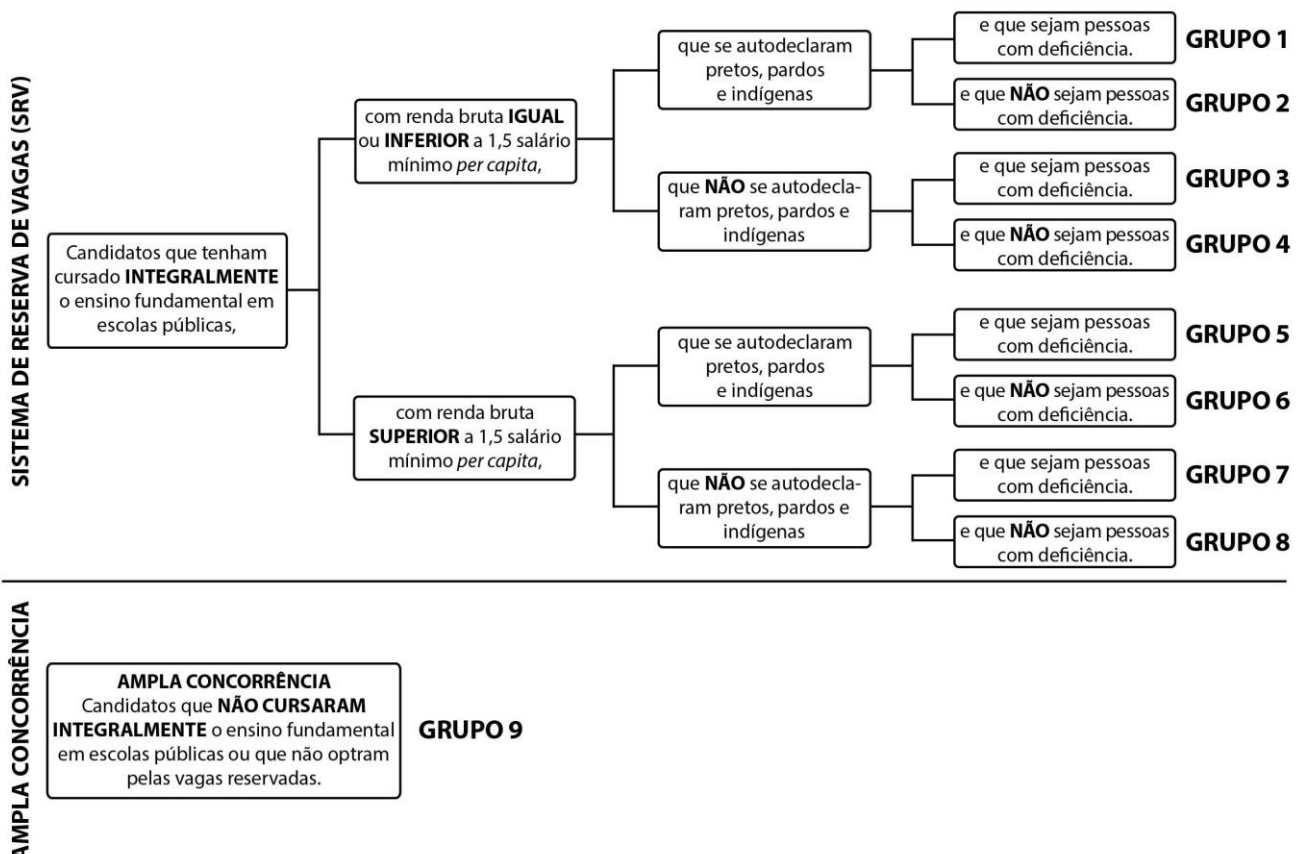 SISTEMA DE RESERVA DE VAGAS (SRV)
Candidatos que tenham
cursado INTEGRALMENTE
o ensino fundamental em
escolas públicas,
com renda bruta IGUAL
ou INFERIOR a 1,5 salário
mínimo per capita,
que se autodeclaram
pretos, pardos
e indígenas
e que sejam pessoas
com deficiência.
GRUPO 1
e que NÃO sejam pessoas
com deficiência.
GRUPO 2
que NÃO se autodecla-
ram pretos, pardos e
indígenas
e que sejam pessoas
com deficiência.
GRUPO 3
e que NÃO sejam pessoas
com deficiência.
GRUPO 4
com renda bruta
SUPERIOR a 1,5 salário
mínimo per capita,
que se autodeclaram
pretos, pardos
e indígenas
e que sejam pessoas
com deficiência.
GRUPO 5
e que NÃO sejam pessoas
com deficiência.
GRUPO 6
que NÃO se autodecla-
ram pretos, pardos e
indígenas
e que sejam pessoas
com deficiência.
GRUPO 7
e que NÃO sejam pessoas
com deficiência.
GRUPO 8
AMPLA CONCORRÊNCIA
AMPLA CONCORRÊNCIA
Candidatos que NÃO CURSARAM
INTEGRALMENTE o ensino fundamental
em escolas públicas ou que não optram
pelas vagas reservadas.
GRUPO 9